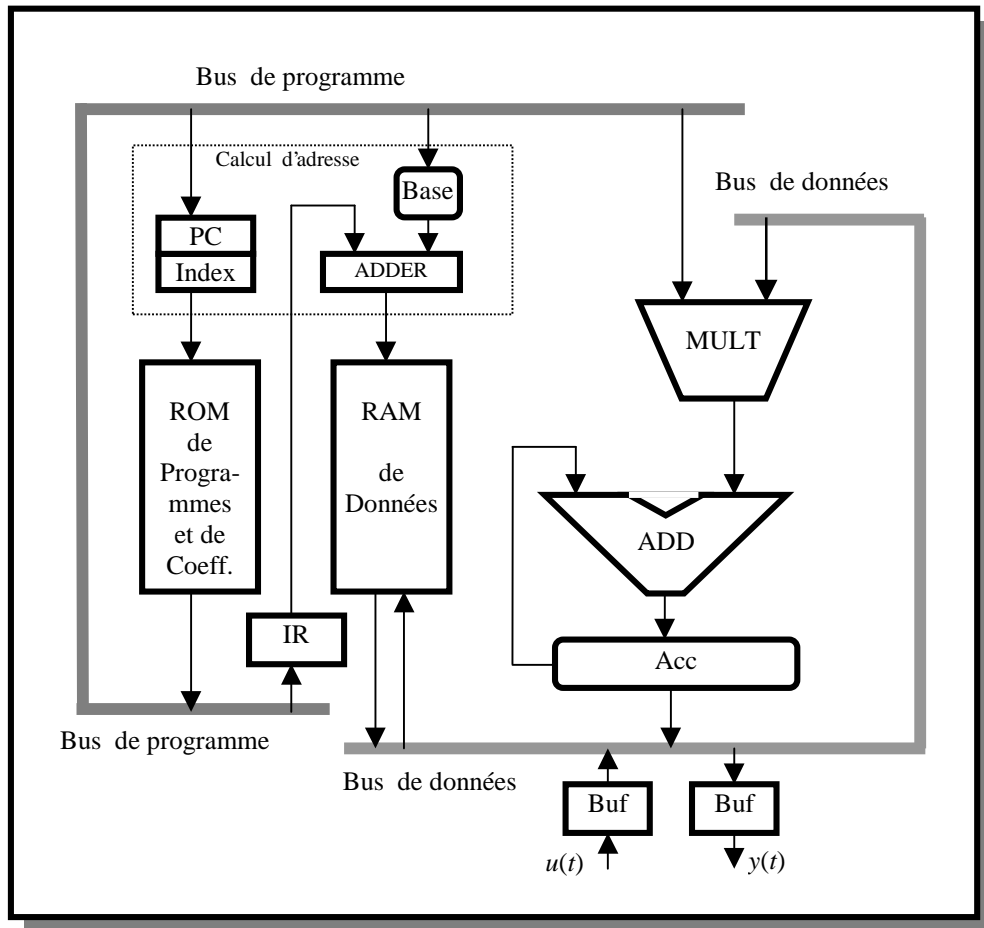 Bus de programme
Calcul d'adresse
Base
Bus de données
PC
Index
ADDER
MULT
ROM
de
Progra-
mmes
et de
Coeff.
RAM
de
Données
ADD
IR
Acc
Bus de programme
Bus de données
Buf
Buf
u(t)
y(t)